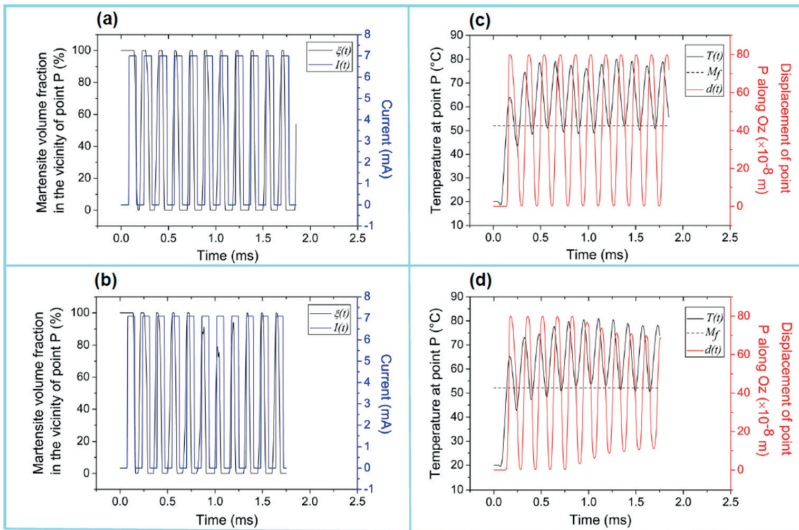 (a)
Martensite volume fraction
in the vicinity of point P (%)
100
80
60
40
20
0
0.0 0.5 1.0 1.5 2.0 2.5
Time (ms)
ξ(t)
I(t)
8
7
6
5
4
3
2
1
0
-1
Current (mA)
(c)
Temperature at point P (°C)
90
80
70
60
50
40
30
20
10
0.0 0.5 1.0 1.5 2.0 2.5
Time (ms)
T(t)
Mf
d(t)
80
60
40
20
0
Displacement of point
P along Oz (×10-8 m)
(b)
Martensite volume fraction
in the vicinity of point P (%)
100
80
60
40
20
0
0.0 0.5 1.0 1.5 2.0 2.5
Time (ms)
ξ(t)
I(t)
8
7
6
5
4
3
2
1
0
-1
Current (mA)
(d)
Temperature at point P (°C)
90
80
70
60
50
40
30
20
10
0.0 0.5 1.0 1.5 2.0 2.5
Time (ms)
T(t)
Mf
d(t)
80
60
40
20
0
Displacement of point
P along Oz (×10-8 m)